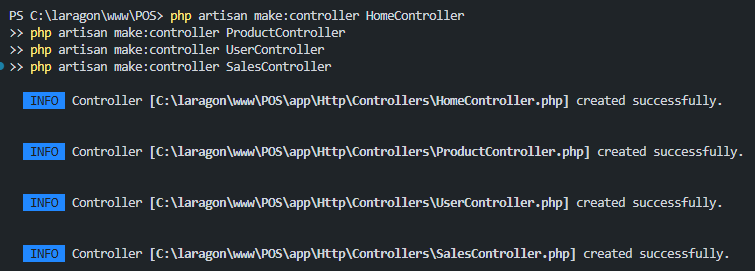 PS C:\laragon\www\POS> php artisan make:controller HomeController
>> php artisan make:controller ProductController
>> php artisan make:controller UserController
>> php artisan make:controller SalesController
INFO Controller [C:\laragon\www\POS\app\Http\Controllers\HomeController.php] created successfully.
INFO Controller [C:\laragon\www\POS\app\Http\Controllers\ProductController.php] created successfully.
INFO Controller [C:\laragon\www\POS\app\Http\Controllers\UserController.php] created successfully.
INFO Controller [C:\laragon\www\POS\app\Http\Controllers\SalesController.php] created successfully.